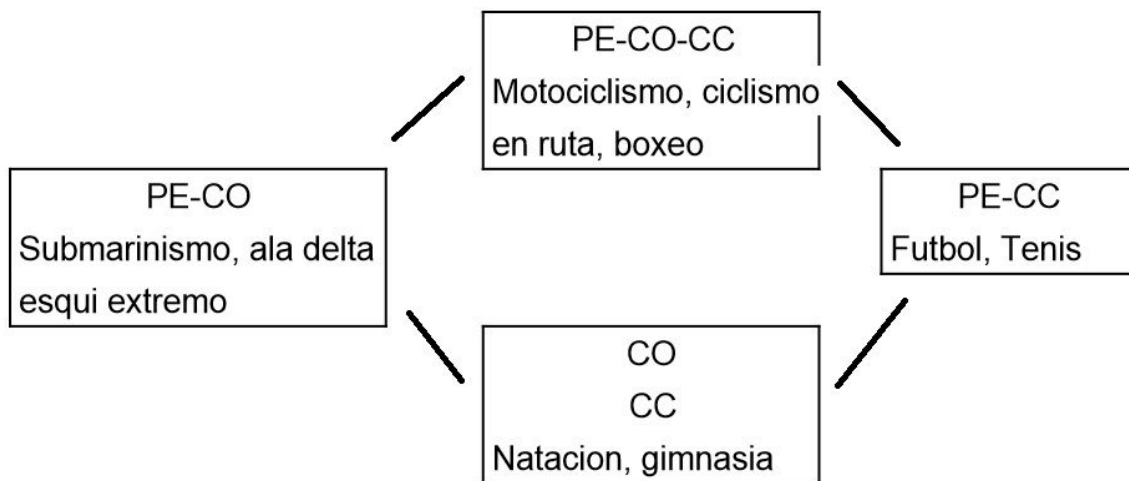 PE-CO-CC
Motociclismo, ciclismo
en ruta, boxeo
PE-CO
Submarinismo, ala delta
esqui extremo
PE-CC
Futbol, Tenis
CO
CC
Natacion, gimnasia